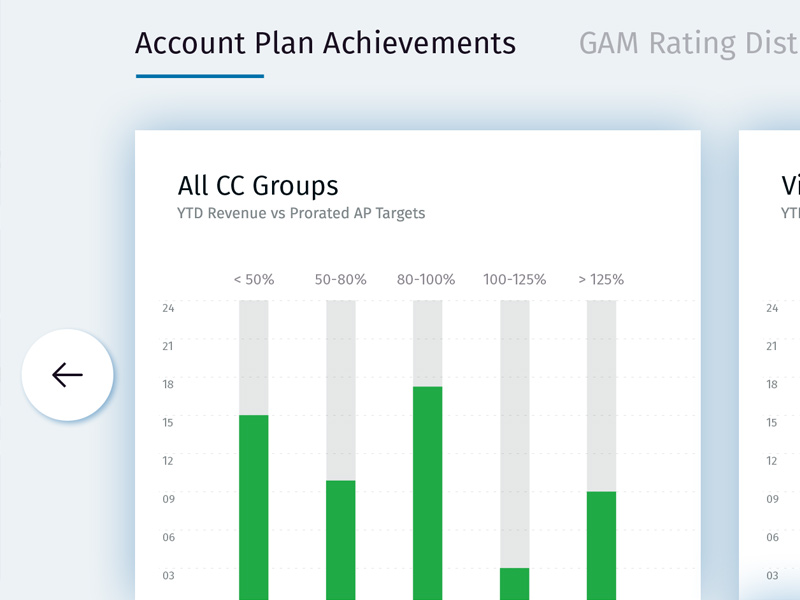 Account Plan Achievements
GAM Rating Dist
All CC Groups
YTD Revenue vs Prorated AP Targets
< 50% 50-80% 80-100% 100-125% > 125%
24
21
18
15
12
09
06
03
Vi
YTI
24
21
18
15
12
09
06
03